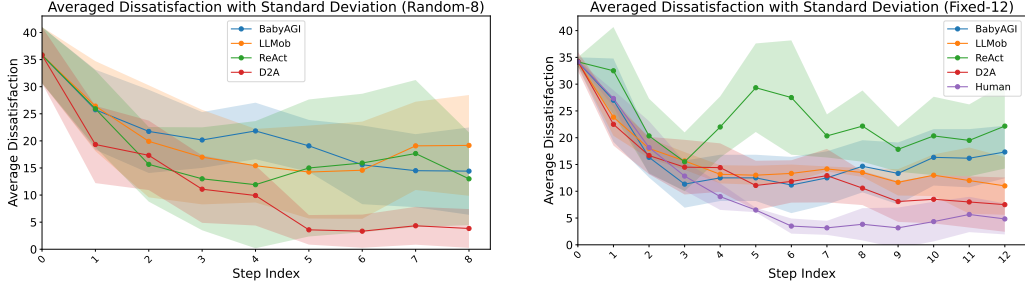 Averaged Dissatisfaction with Standard Deviation (Random-8)
40
35
30
25
20
15
10
5
0
Average Dissatisfaction
BabyAGI
LLMob
ReAct
D2A
0 1 2 3 4 5 6 7 8
Step Index
Averaged Dissatisfaction with Standard Deviation (Fixed-12)
40
35
30
25
20
15
10
5
0
Average Dissatisfaction
BabyAGI
LLMob
ReAct
D2A
Human
0 1 2 3 4 5 6 7 8 9 10 11 12
Step Index